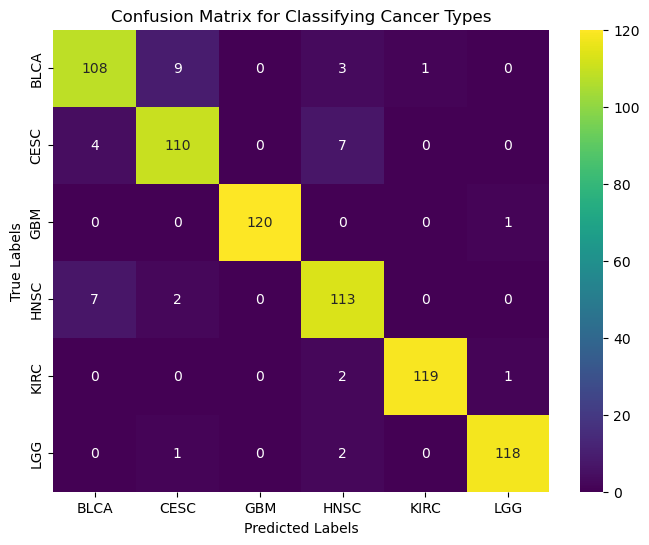 Confusion Matrix for Classifying Cancer Types
True Labels
BLCA 108 9 0 3 1 0
CESC 4 110 0 7 0 0
GBM 0 0 120 0 0 1
HNSC 7 2 0 113 0 0
KIRC 0 0 0 2 119 1
LGG 0 1 0 2 0 118
BLCA CESC GBM HNSC KIRC LGG
Predicted Labels
120
100
80
60
40
20
0